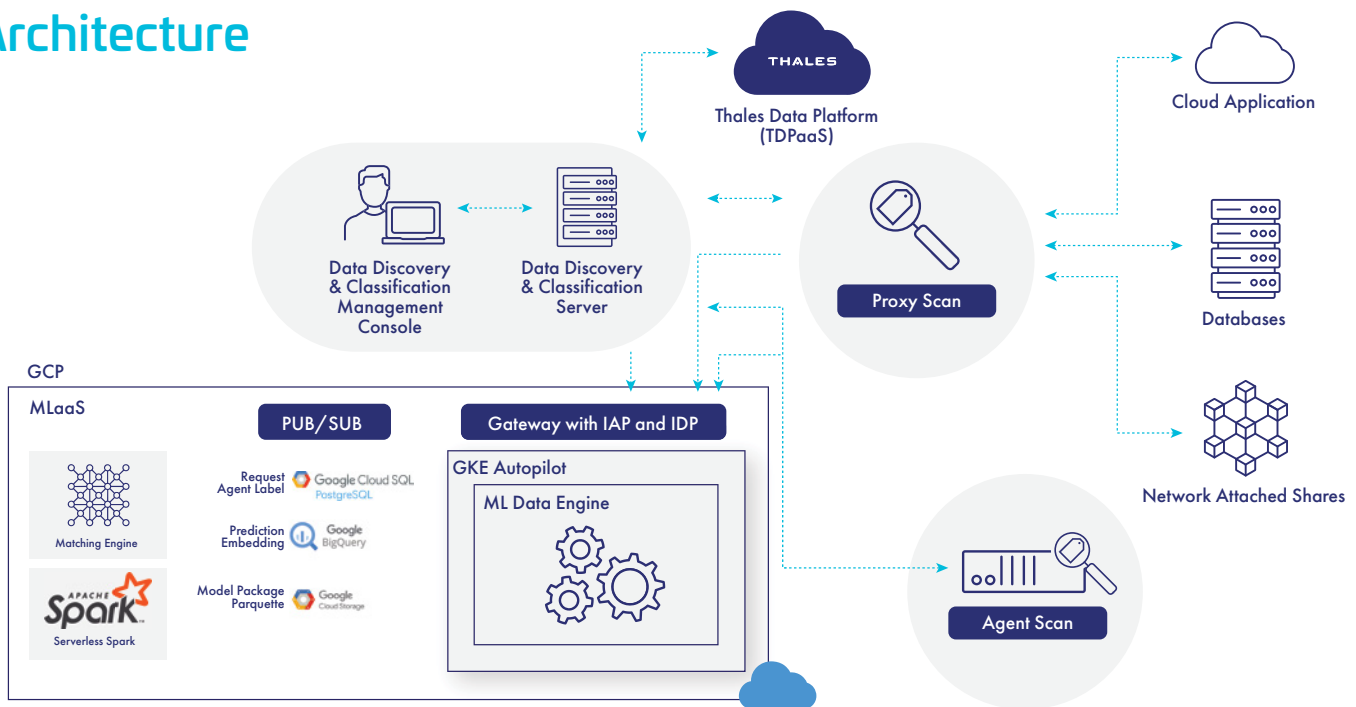 Architecture
THALES
Thales Data Platform
(TDPaaS)
Cloud Application
Data Discovery
& Classification
Management
Console
Data Discovery
& Classification
Server
Proxy Scan
Databases
Network Attached Shares
Agent Scan
GCP
MLaaS
PUB/SUB
Gateway with IAP and IDP
Matching Engine
APACHE
Spark
Serverless Spark
Request
Agent Label
Google Cloud SQL
PostgreSQL
Prediction
Embedding
Google
BigQuery
Model Package
Parquette
Google
Cloud Storage
GKE Autopilot
ML Data Engine